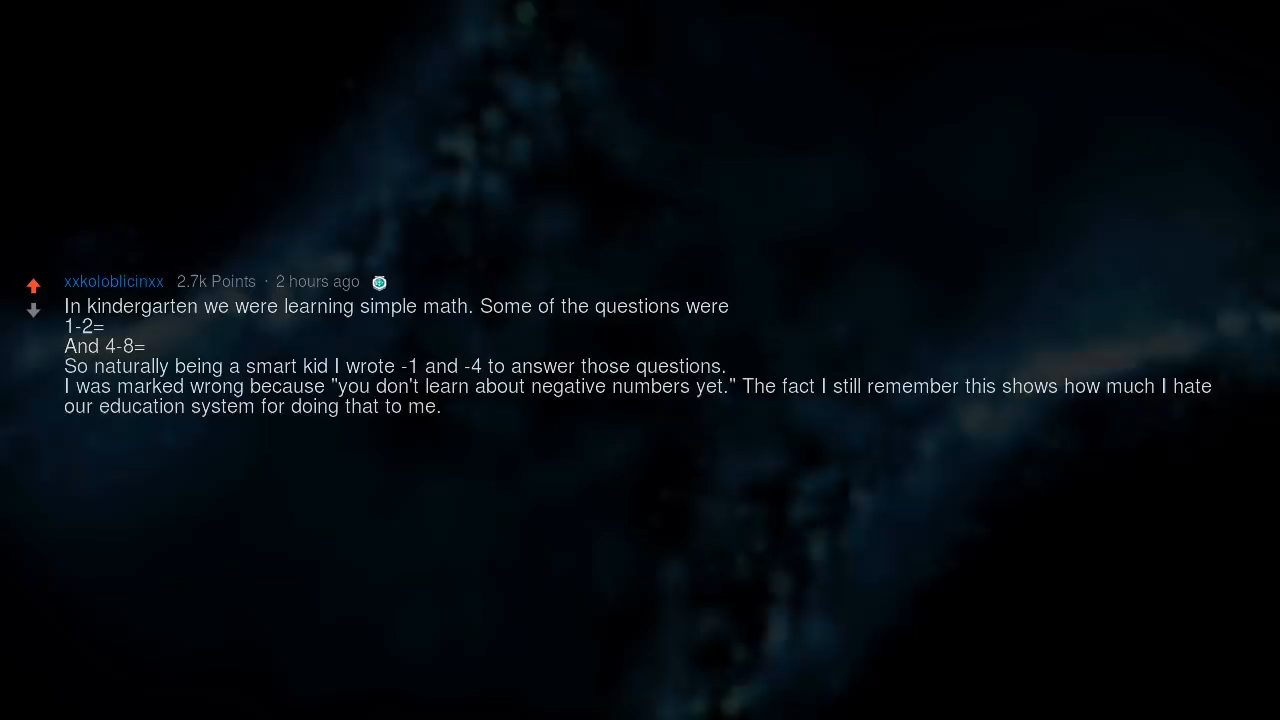 xxkoloblicinxx 2.7k Points · 2 hours ago
In kindergarten we were learning simple math. Some of the questions were
1-2=
And 4-8=
So naturally being a smart kid I wrote -1 and -4 to answer those questions.
I was marked wrong because "you don't learn about negative numbers yet." The fact I still remember this shows how much I hate
our education system for doing that to me.